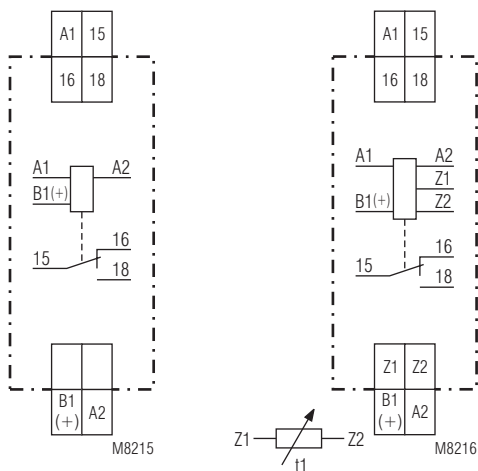 A1 15
16 18
A1 A2
B1(+)
15 16
18
B1 (+) A2
M8215
A1 15
16 18
A1 A2
Z1
B1(+) Z2
15 16
18
Z1 Z2
B1 (+) A2
M8216
Z1 Z2
t1